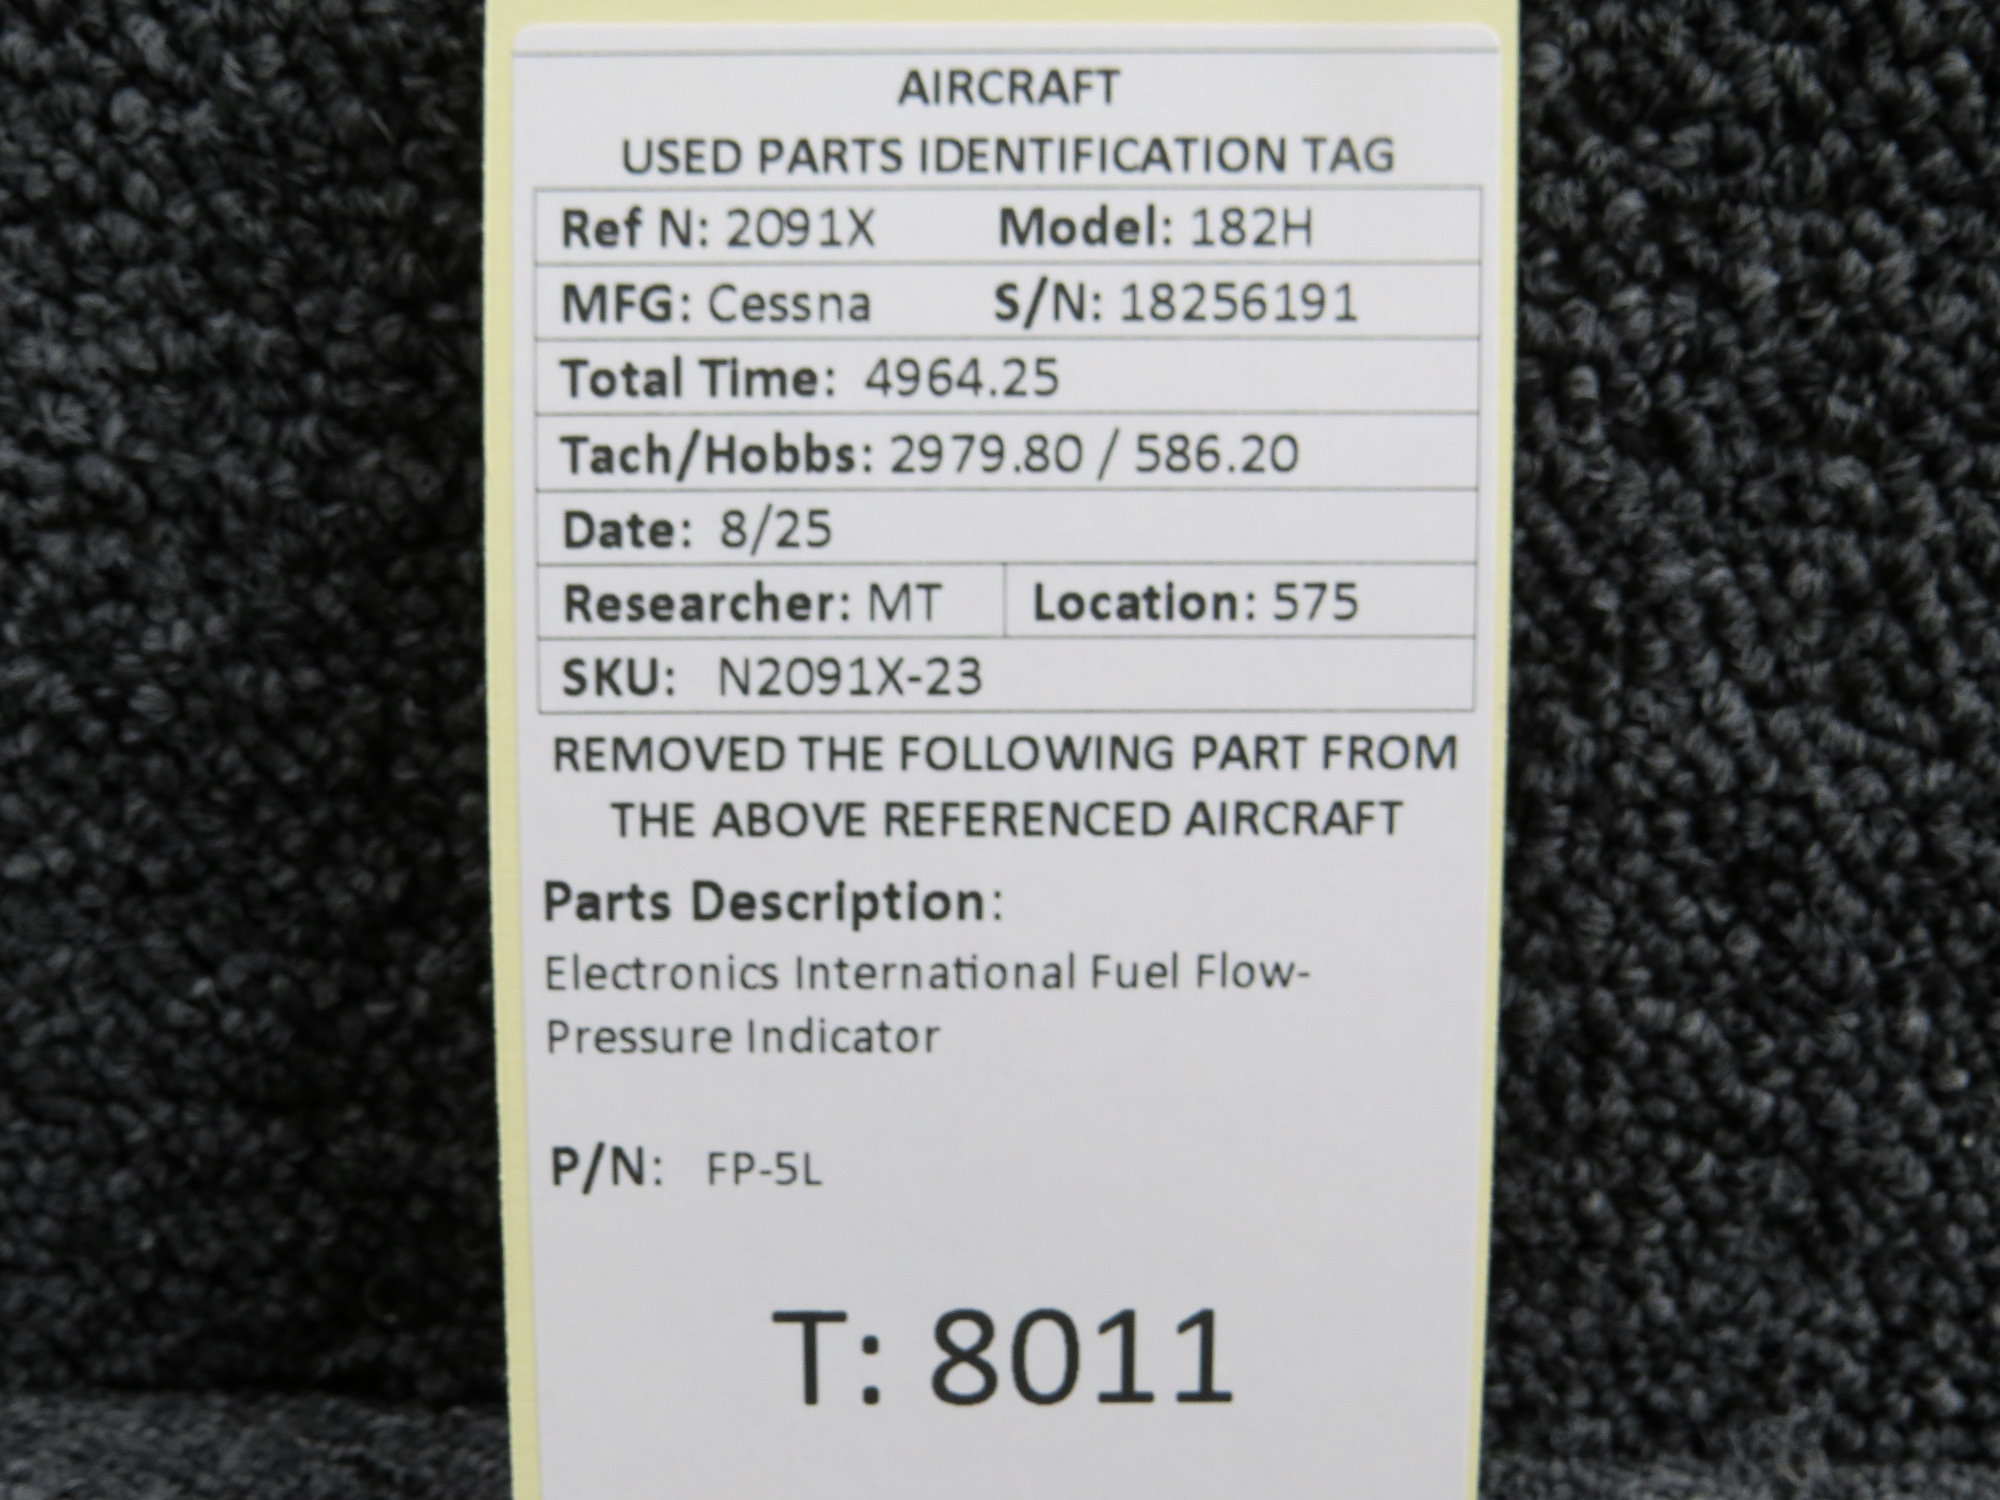 AIRCRAFT
USED PARTS IDENTIFICATION TAG
Ref N: 2091X Model: 182H
MFG: Cessna S/N: 18256191
Total Time: 4964.25
Tach/Hobbs: 2979.80 / 586.20
Date: 8/25
Researcher: MT Location: 575
SKU: N2091X-23
REMOVED THE FOLLOWING PART FROM
THE ABOVE REFERENCED AIRCRAFT
Parts Description:
Electronics International Fuel Flow-
Pressure Indicator
P/N: FP-5L
T: 8011